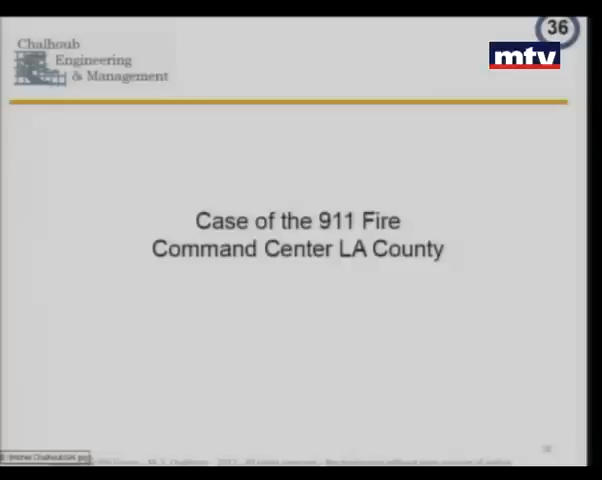 36
mtv
Chalhoub
Engineering
& Management
Case of the 911 Fire
Command Center LA County